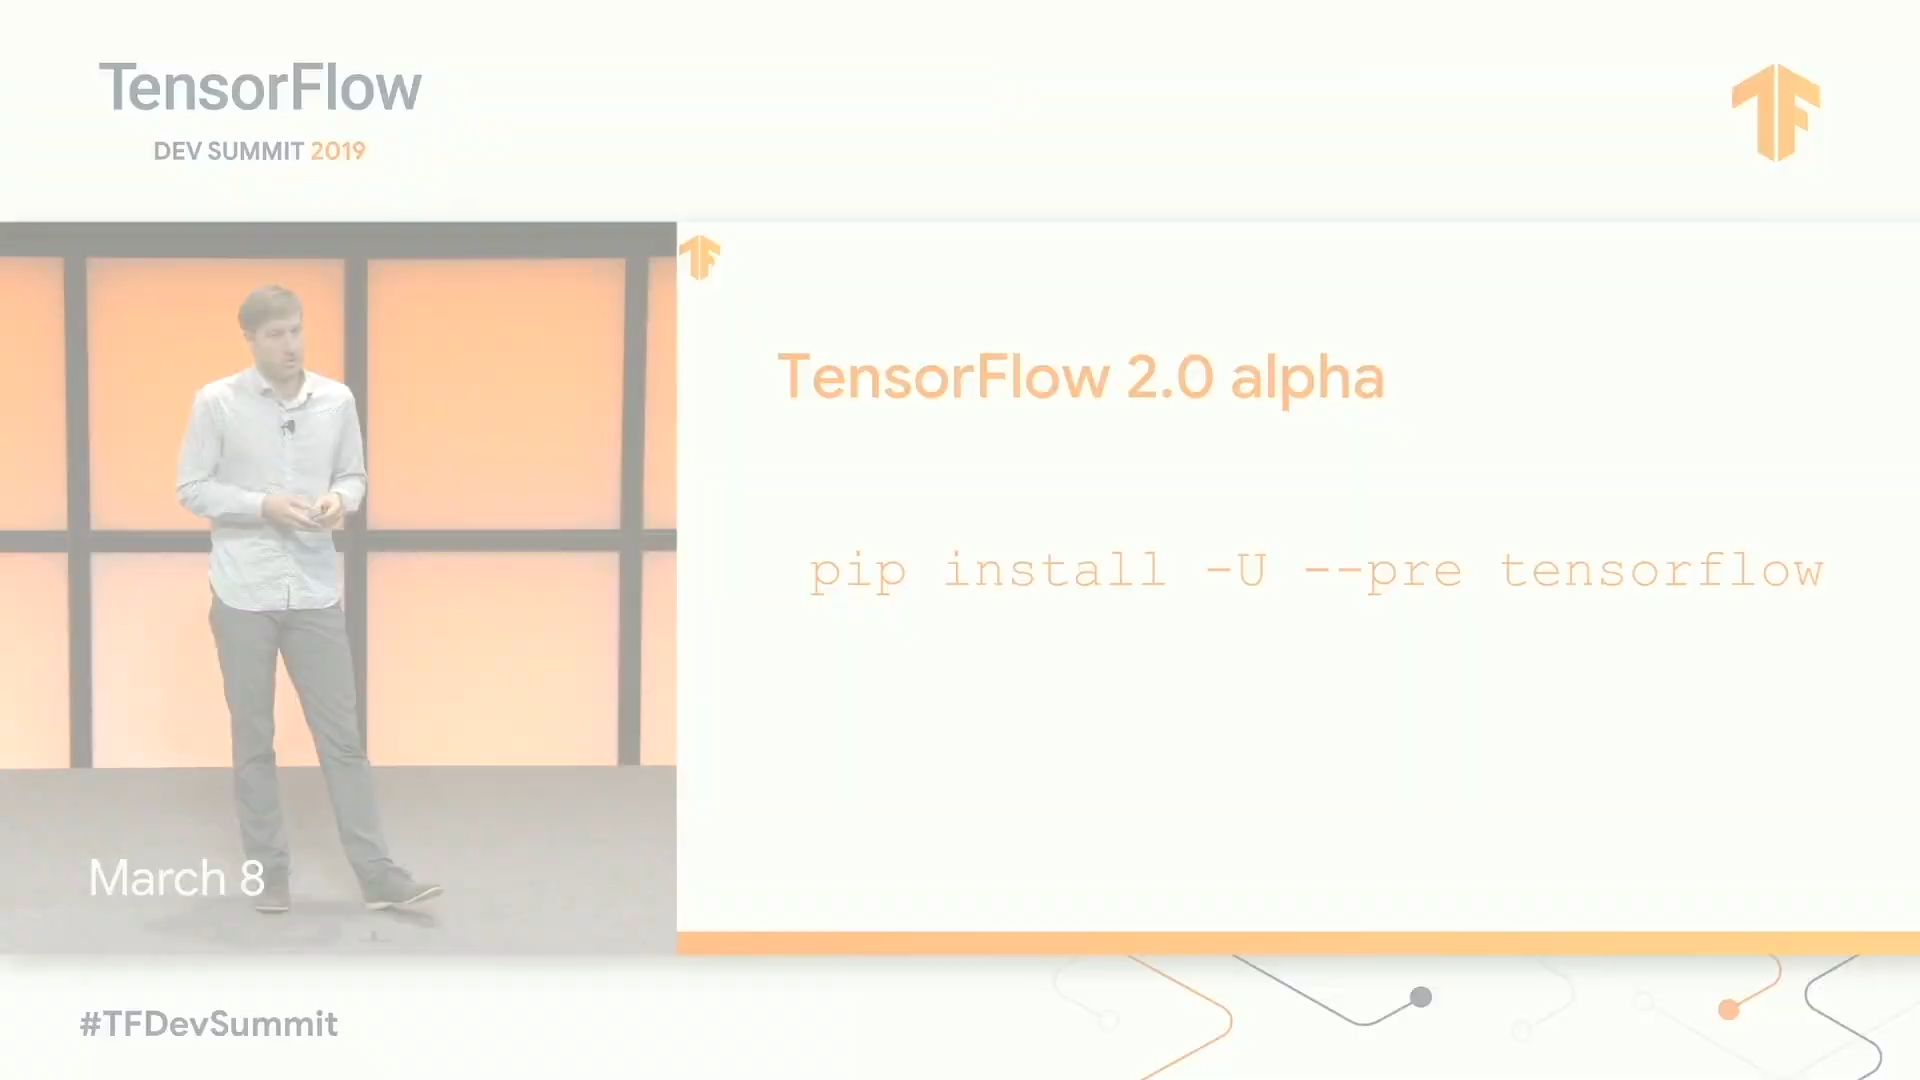 TensorFlow
DEV SUMMIT 2019
TensorFlow 2.0 alpha
pip install -U --pre tensorflow
March 8
#TFDevSummit